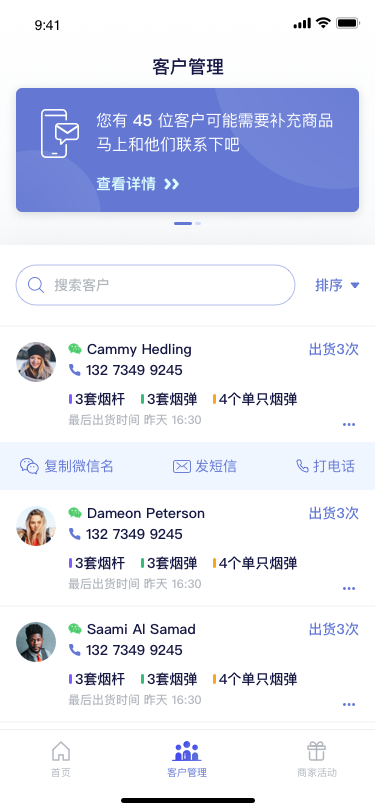 9:41
客户管理
您有 45 位客户可能需要补充商品
马上和他们联系下吧
查看详情
搜索客户
排序
Cammy Hedling
出货3次
132 7349 9245
3套烟杆 3套烟弹 4个单只烟弹
最后出货时间 昨天 16:30
复制微信名 发短信 打电话
Dameon Peterson
出货3次
132 7349 9245
3套烟杆 3套烟弹 4个单只烟弹
最后出货时间 昨天 16:30
Saami Al Samad
出货3次
132 7349 9245
3套烟杆 3套烟弹 4个单只烟弹
最后出货时间 昨天 16:30
首页 客户管理 商家活动